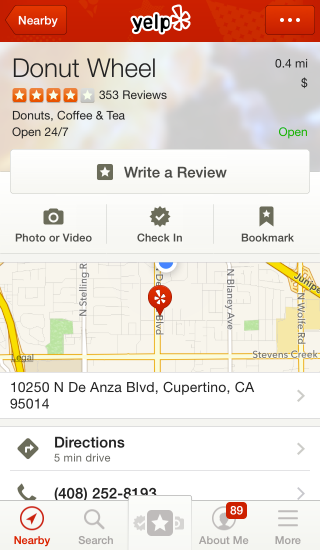 Nearby
yelp
Donut Wheel
0.4 mi
353 Reviews
$
Donuts, Coffee & Tea
Open 24/7
Open
Write a Review
Photo or Video
Check In
Bookmark
N Stelling R
De
Blvd
N Blaney Ave
N Wolfe Rd
Junipe
Legal
Stevens Creek
10250 N De Anza Blvd, Cupertino, CA
95014
Directions
5 min drive
(408) 252-8193
89
Nearby
Search
About Me
More